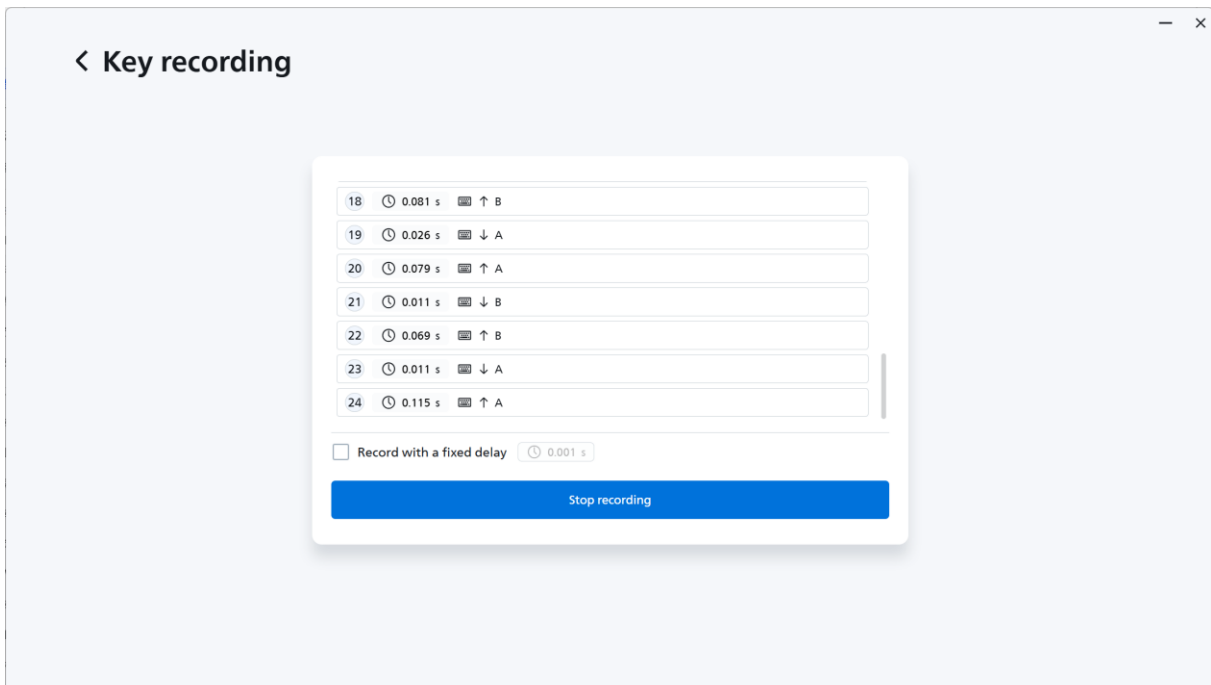 Key recording
18 0.081 s ↑ B
19 0.026 s ↓ A
20 0.079 s ↑ A
21 0.011 s ↓ B
22 0.069 s ↑ B
23 0.011 s ↓ A
24 0.115 s ↑ A
Record with a fixed delay 0.001 s
Stop recording